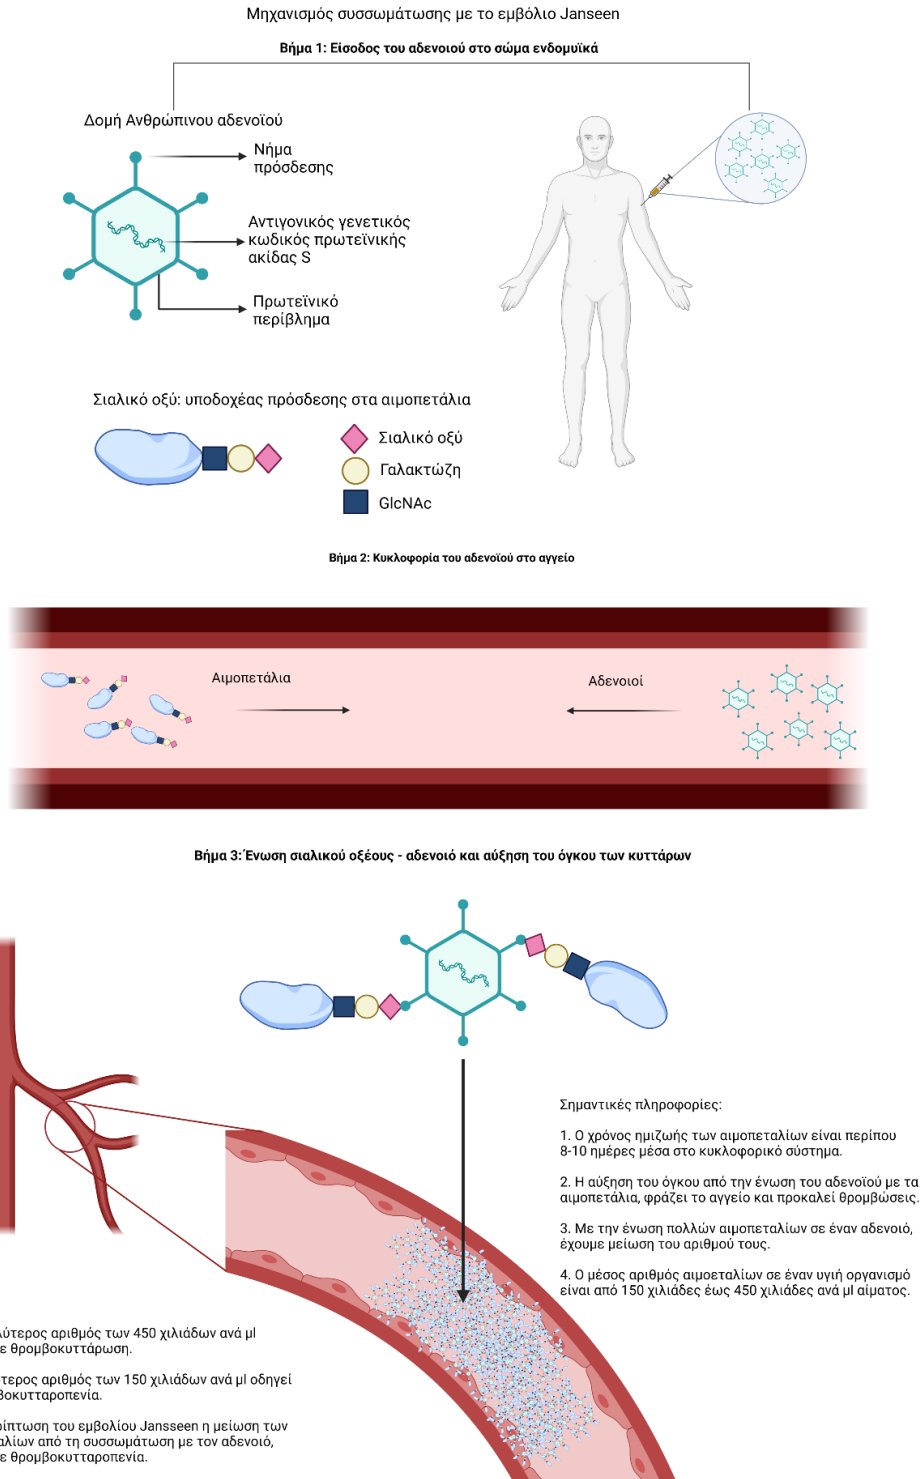 Μηχανισμός συσσωμάτωσης με το εμβόλιο Janseen
Βήμα 1: Είσοδος του αδενοιού στο σώμα ενδομυϊκά
Δομή Ανθρώπινου αδενοϊού
Νήμα
πρόσδεσης
Αντιγονικός γενετικός
κωδικός πρωτεϊνικής
ακίδας S
Πρωτεϊνικό
περίβλημα
Σιαλικό οξύ: υποδοχέας πρόσδεσης στα αιμοπετάλια
Σιαλικό οξύ
Γαλακτώζη
GlcNAc
Βήμα 2: Κυκλοφορία του αδενοϊού στο αγγείο
Αιμοπετάλια
Αδενοιοί
Βήμα 3: Ένωση σιαλικού οξέους - αδενοιό και αύξηση του όγκου των κυττάρων
Σημαντικές πληροφορίες:
1. Ο χρόνος ημιζωής των αιμοπεταλίων είναι περίπου
8-10 ημέρες μέσα στο κυκλοφορικό σύστημα.
2. Η αύξηση του όγκου από την ένωση του αδενοϊού με τα
αιμοπετάλια, φράζει το αγγείο και προκαλεί θρομβώσεις.
3. Με την ένωση πολλών αιμοπεταλίων σε έναν αδενοιό,
έχουμε μείωση του αριθμού τους.
4. Ο μέσος αριθμός αιμοεταλίων σε έναν υγιή οργανισμό
είναι από 150 χιλιάδες έως 450 χιλιάδες ανά μl αίματος.
αριθμός των 450 χιλιάδων ανά μl
θρομβοκυττάρωση.
αριθμός των 150 χιλιάδων ανά μl οδηγεί
του εμβολίου Jansseen η μείωση των
από τη συσσωμάτωση με τον αδενοιό,
θρομβοκυτταροπενία.